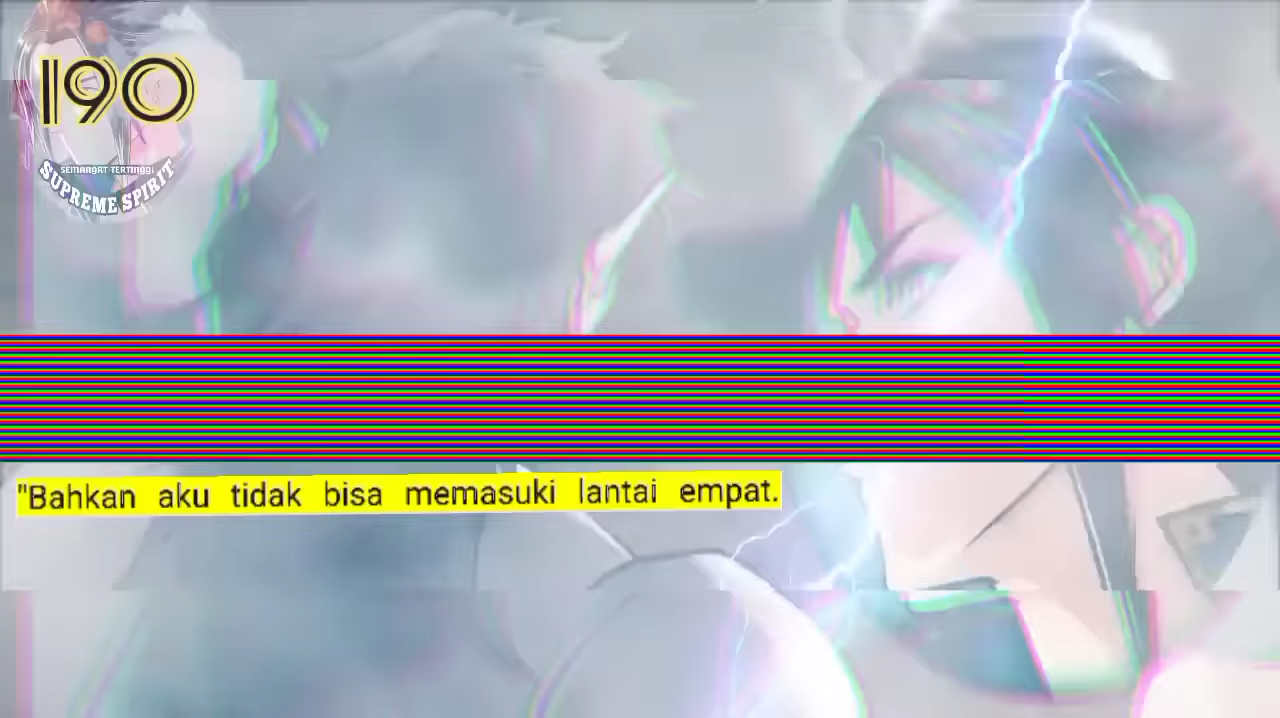 190
SEMANGAT TERTINGGI
SUPREME SPIRIT
"Bahkan aku tidak bisa memasuki lantai empat.